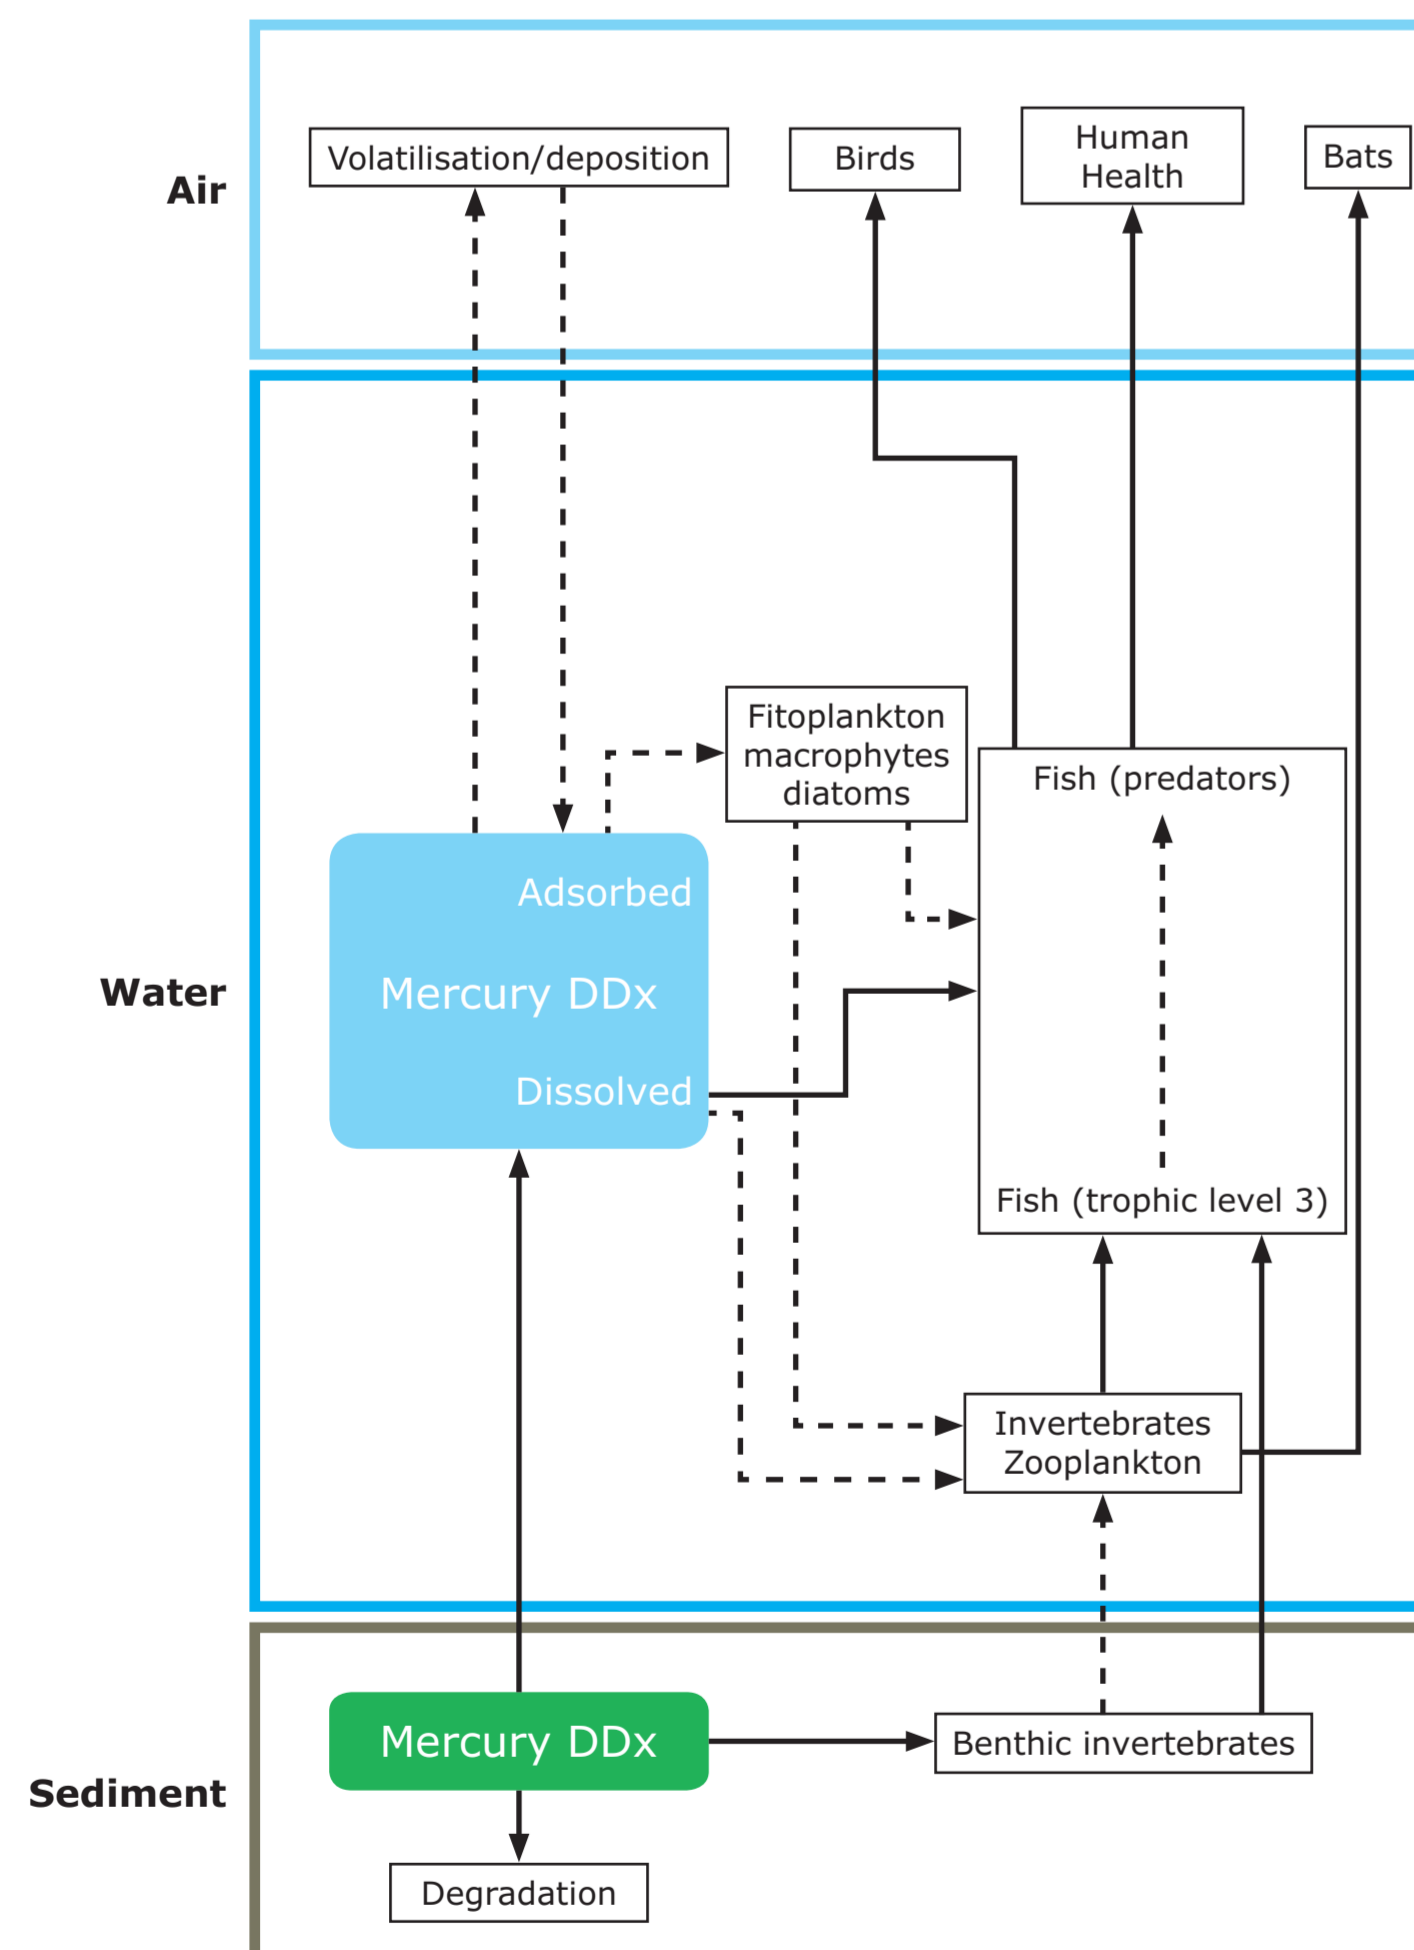 Air
Volatilisation/deposition
Birds
Human
Health
Bats
Water
Fitoplankton
macrophytes
diatoms
Fish (predators)
Adsorbed
Mercury DDx
Dissolved
Fish (trophic level 3)
Invertebrates
Zooplankton
Sediment
Mercury DDx
Benthic invertebrates
Degradation